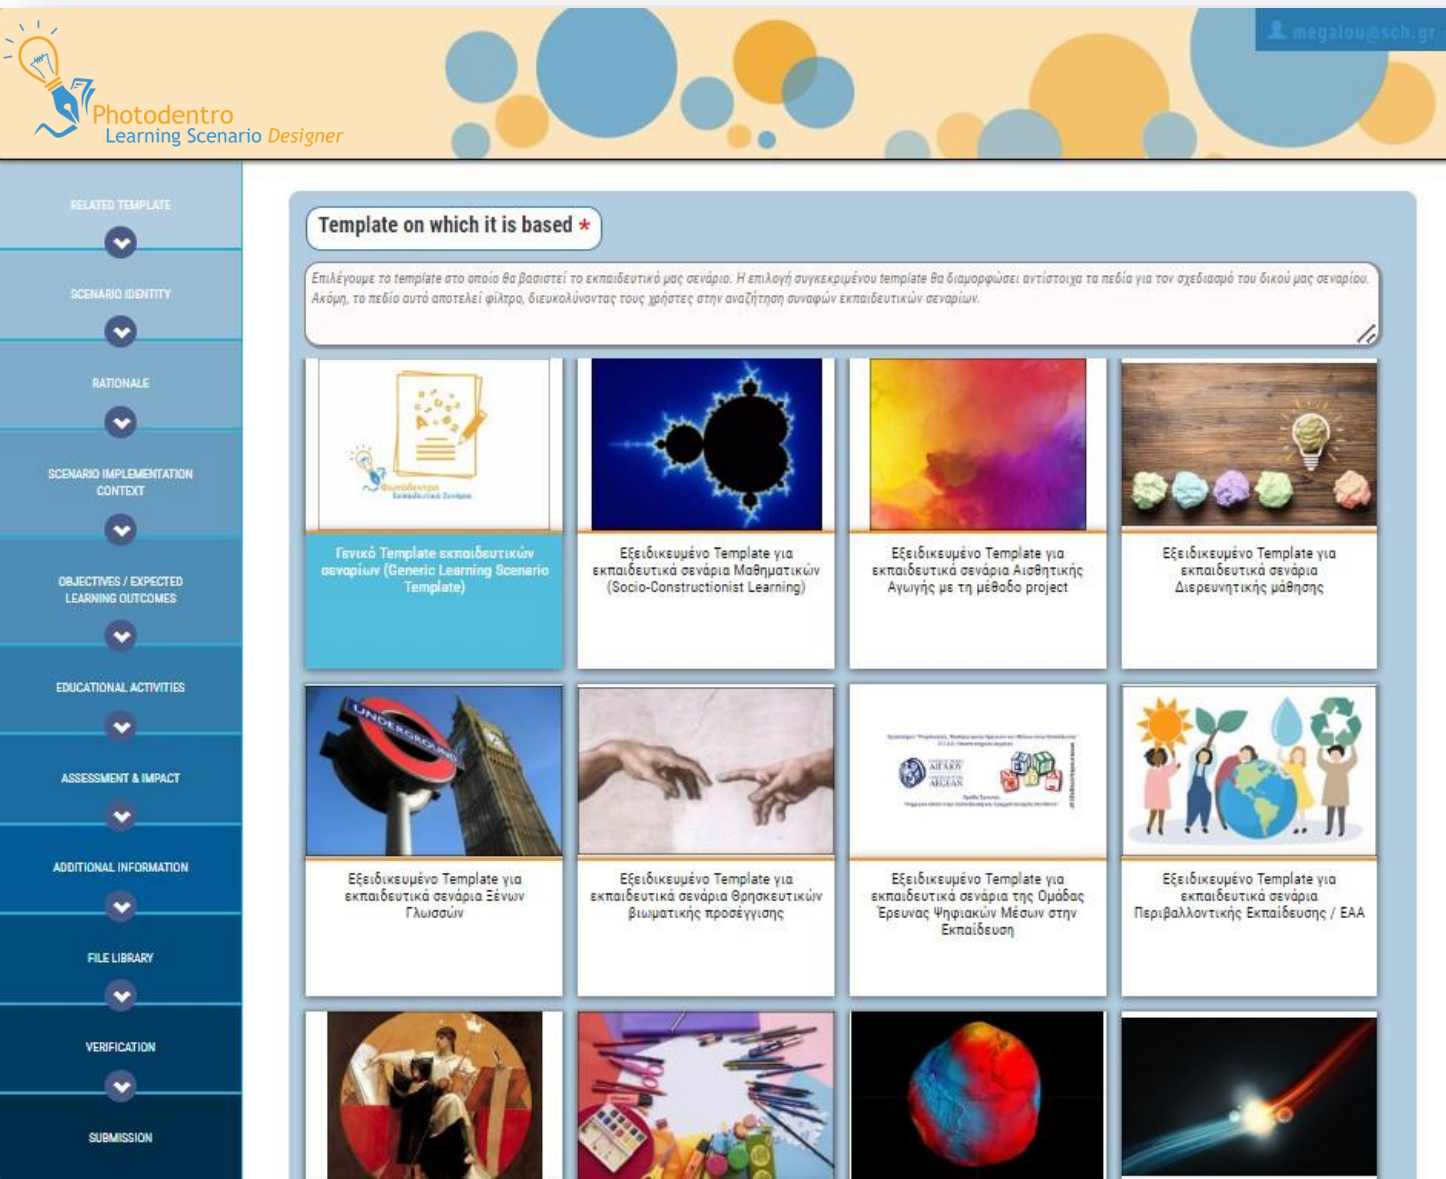 megalou@sch.gr
Photodentro
Learning Scenario Designer
RELATED TEMPLATE
SCENARIO IDENTITY
RATIONALE
SCENARIO IMPLEMENTATION
CONTEXT
OBJECTIVES / EXPECTED
LEARNING OUTCOMES
EDUCATIONAL ACTIVITIES
ASSESSMENT & IMPACT
ADDITIONAL INFORMATION
FILE LIBRARY
VERIFICATION
SUBMISSION
Template on which it is based *
Επιλέγουμε το template στο οποίο θα βασιστεί το εκπαιδευτικό μας σενάριο. Η επιλογή συγκεκριμένου template θα διαμορφώσει αντίστοιχα τα πεδία για τον σχεδιασμό του δικού μας σεναρίου.
Ακόμη, το πεδίο αυτό αποτελεί φίλτρο, διευκολύνοντας τους χρήστες στην αναζήτηση συναφών εκπαιδευτικών σεναρίων.
Φωτόδεντρο
Εκπαιδευτικά Σενάρια
Γενικό Template εκπαιδευτικών
σεναρίων (Generic Learning Scenario
Template)
Εξειδικευμένο Template για
εκπαιδευτικά σενάρια Μαθηματικών
(Socio-Constructionist Learning)
Εξειδικευμένο Template για
εκπαιδευτικά σενάρια Αισθητικής
Αγωγής με τη μέθοδο project
Εξειδικευμένο Template για
εκπαιδευτικά σενάρια
Διερευνητικής μάθησης
UNDERGROUND
Εξειδικευμένο Template για
εκπαιδευτικά σενάρια Ξένων
Γλωσσών
Εξειδικευμένο Template για
εκπαιδευτικά σενάρια Θρησκευτικών
βιωματικής προσέγγισης
ΑΙΓΑΙΟΥ
AEGEAN
Εξειδικευμένο Template για
εκπαιδευτικά σενάρια της Ομάδας
Έρευνας Ψηφιακών Μέσων στην
Εκπαίδευση
Εξειδικευμένο Template για
εκπαιδευτικά σενάρια
Περιβαλλοντικής Εκπαίδευσης / ΕΑΑ